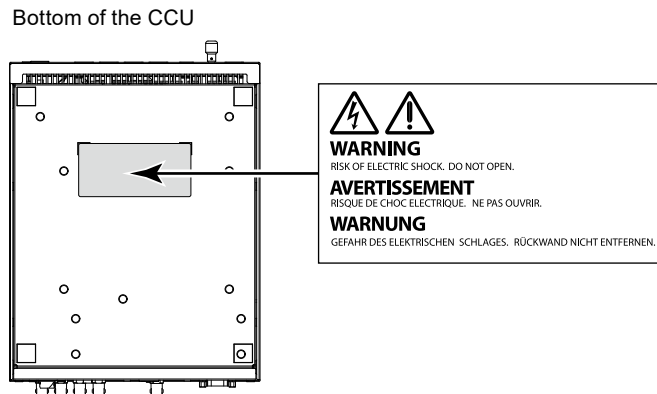 Bottom of the CCU
WARNING
RISK OF ELECTRIC SHOCK. DO NOT OPEN.
AVERTISSEMENT
RISQUE DE CHOC ELECTRIQUE. NE PAS OUVRIR.
WARNUNG
GEFAHR DES ELEKTRISCHEN SCHLAGES. RÜCKWAND NICHT ENTFERNEN.